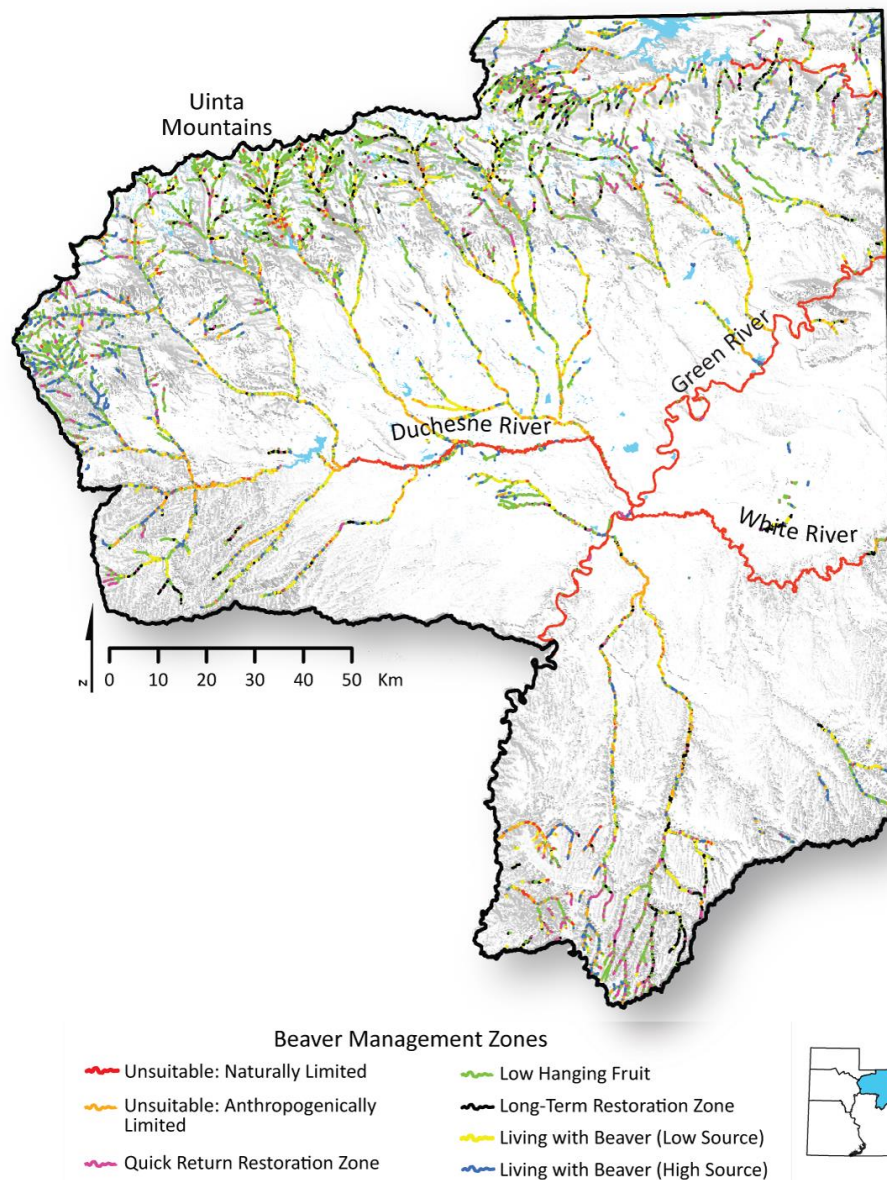 Uinta
Mountains
Green River
Duchesne River
White River
N
0 10 20 30 40 50 Km
Beaver Management Zones
Unsuitable: Naturally Limited
Unsuitable: Anthropogenically
Limited
Quick Return Restoration Zone
Low Hanging Fruit
Long-Term Restoration Zone
Living with Beaver (Low Source)
Living with Beaver (High Source)